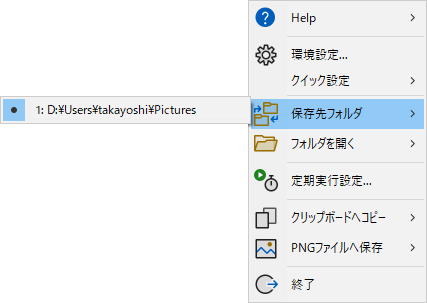 Help
環境設定...
クイック設定
保存先フォルダ
1: D:¥Users¥takayoshi¥Pictures
フォルダを開く
定期実行設定...
クリップボードへコピー
PNGファイルへ保存
終了